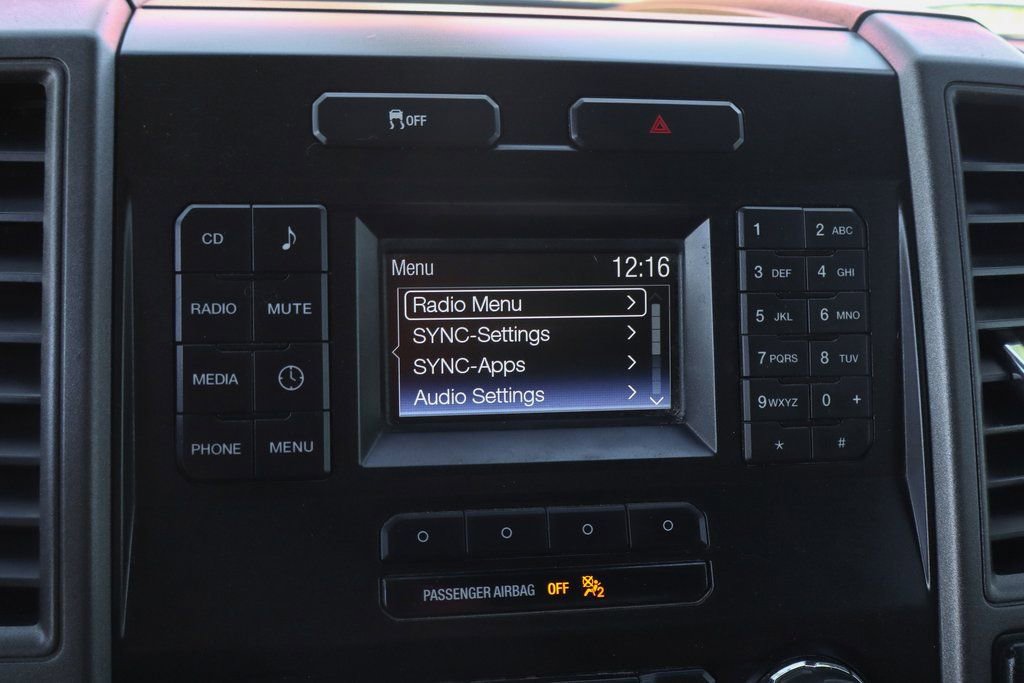 OFF
CD
RADIO MUTE
MEDIA
PHONE MENU
Menu 12:16
Radio Menu
SYNC-Settings
SYNC-Apps
Audio Settings
1 2 ABC
3 DEF 4 GHI
5 JKL 6 MNO
7 PQRS 8 TUV
9 WXYZ 0 +
* #
PASSENGER AIRBAG OFF 2